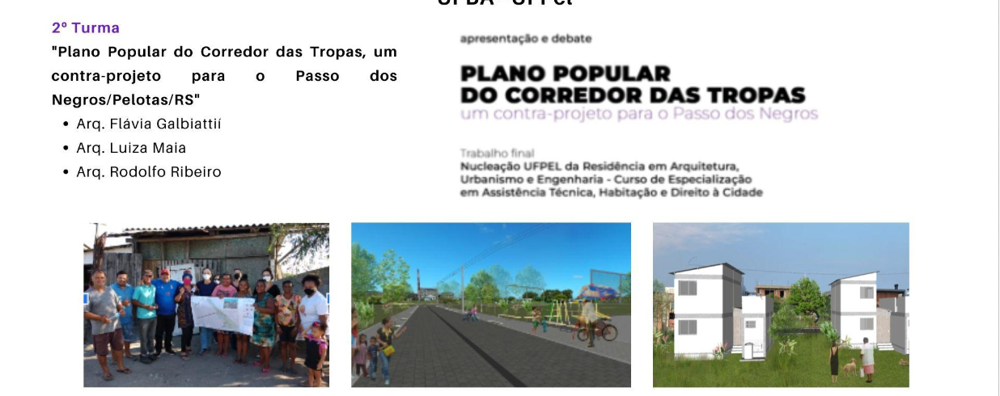 UFBA - UFPel
2º Turma
"Plano Popular do Corredor das Tropas, um
contra-projeto para o Passo dos
Negros/Pelotas/RS"
Arq. Flávia Galbiattií
Arq. Luiza Maia
Arq. Rodolfo Ribeiro
apresentação e debate
PLANO POPULAR
DO CORREDOR DAS TROPAS
um contra-projeto para o Passo dos Negros
Trabalho final
Nucleação UFPEL da Residência em Arquitetura,
Urbanismo e Engenharia - Curso de Especialização
em Assistência Técnica, Habitação e Direito à Cidade